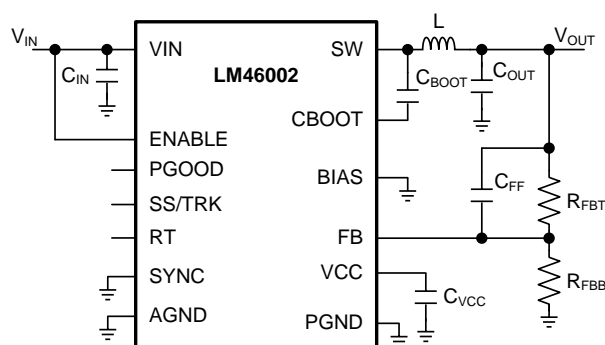 V_IN
C_IN
VIN
LM46002
SW
L
V_OUT
C_BOOT
C_OUT
CBOOT
ENABLE
PGOOD
BIAS
C_FF
R_FBT
SS/TRK
RT
FB
SYNC
VCC
R_FBB
C_VCC
AGND
PGND